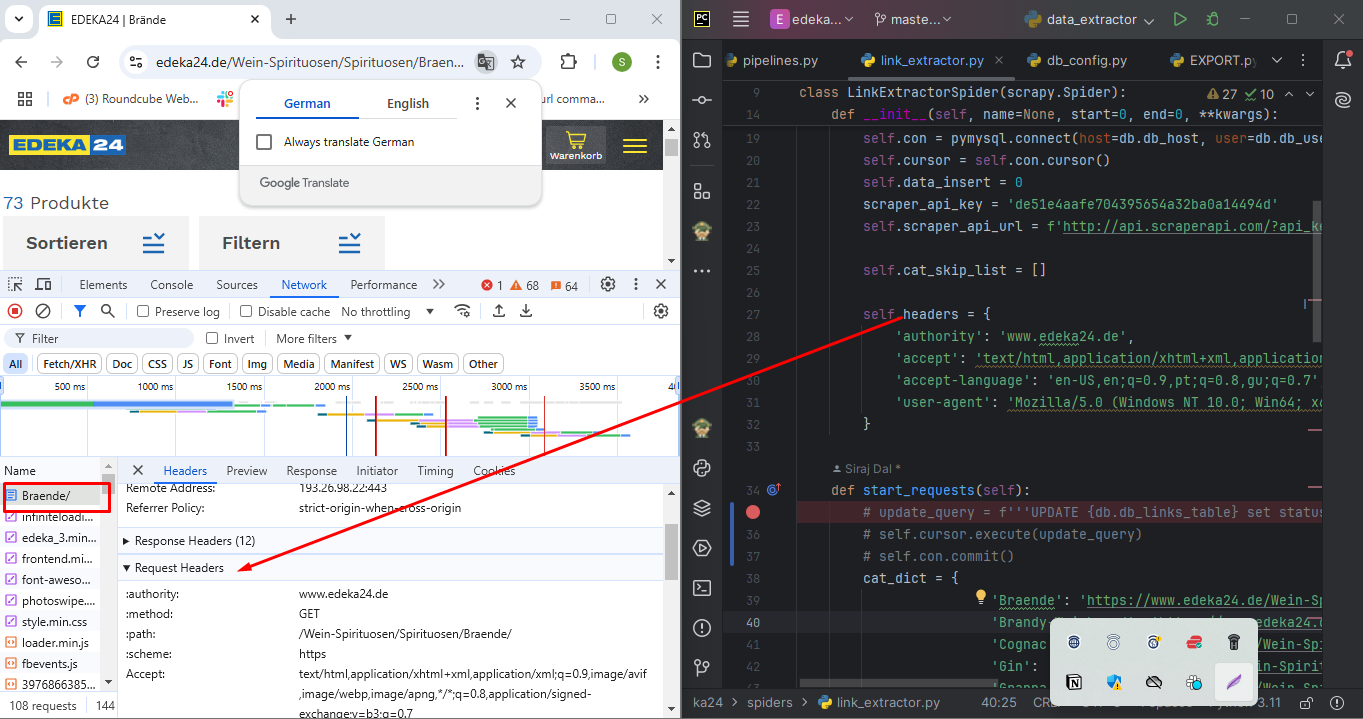 EDEKA24 | Brände
edeka24.de/Wein-Spirituosen/Spirituosen/Braen...
S
(3) Roundcube Web...
url comma...
German
English
Always translate German
Google Translate
EDEKA 24
Warenkorb
73 Produkte
Sortieren
Filtern
Elements
Console
Sources
Network
Performance
1
68
64
Preserve log
Disable cache
No throttling
Filter
Invert
More filters
All
Fetch/XHR
Doc
CSS
JS
Font
Img
Media
Manifest
WS
Wasm
Other
500 ms
1000 ms
1500 ms
2000 ms
2500 ms
3000 ms
3500 ms
Name
Headers
Preview
Response
Initiator
Timing
Cookies
Braende/
infiniteloadi...
edeka_3.min...
frontend.mi...
font-aweso...
photoswipe....
style.min.css
loader.min.js
fbevents.js
3976866385...
108 requests
144
Remote Address:
193.26.98.22:443
Referrer Policy:
strict-origin-when-cross-origin
Response Headers (12)
Request Headers
:authority:
www.edeka24.de
:method:
GET
:path:
/Wein-Spirituosen/Spirituosen/Braende/
:scheme:
https
Accept:
text/html,application/xhtml+xml,application/xml;q=0.9,image/avif
,image/webp,image/apng,*/*;q=0.8,application/signed-
exchange;v=b3;q=0.7
PC
E
edeka...
maste...
data_extractor
pipelines.py
link_extractor.py
db_config.py
EXPORT.py
27
10
9 class LinkExtractorSpider(scrapy.Spider):
14 def __init__(self, name=None, start=0, end=0, **kwargs):
19 self.con = pymysql.connect(host=db.db_host, user=db.db_use
20 self.cursor = self.con.cursor()
21 self.data_insert = 0
22 scraper_api_key = 'de51e4aafe704395654a32ba0a14494d'
23 self.scraper_api_url = f'http://api.scraperapi.com/?api_ke
24
25 self.cat_skip_list = []
26
27 self.headers = {
28 'authority': 'www.edeka24.de',
29 'accept': 'text/html,application/xhtml+xml,application
30 'accept-language': 'en-US,en;q=0.9,pt;q=0.8,gu;q=0.7'
31 'user-agent': 'Mozilla/5.0 (Windows NT 10.0; Win64; x
32 }
33
Siraj Dal *
34 def start_requests(self):
# update_query = f'''UPDATE {db.db_links_table} set status
36 # self.cursor.execute(update_query)
37 # self.con.commit()
38 cat_dict = {
39 'Braende': 'https://www.edeka24.de/Wein-Sp
40 'Brandy
41 'Cognac
42 'Gin':
ka24 > spiders > link_extractor.py
40:25
3.11